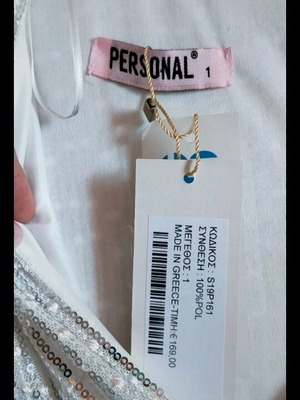 PERSONAL® 1
ΚΩΔΙΚΟΣ : S19P161
ΣΥΝΘΕΣΗ : 100%POL
ΜΕΓΕΘΟΣ : 1
MADE IN GREECE-ΤΙΜΗ:€ 169,00